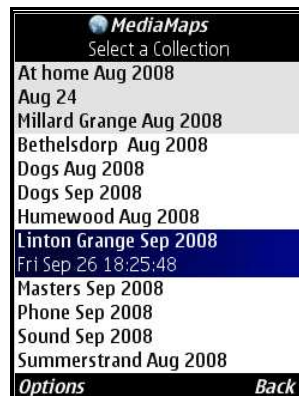 MediaMaps
Select a Collection
At home Aug 2008
Aug 24
Millard Grange Aug 2008
Bethelsdorp Aug 2008
Dogs Aug 2008
Dogs Sep 2008
Humewood Aug 2008
Linton Grange Sep 2008
Fri Sep 26 18:25:48
Masters Sep 2008
Phone Sep 2008
Sound Sep 2008
Summerstrand Aug 2008
Options Back